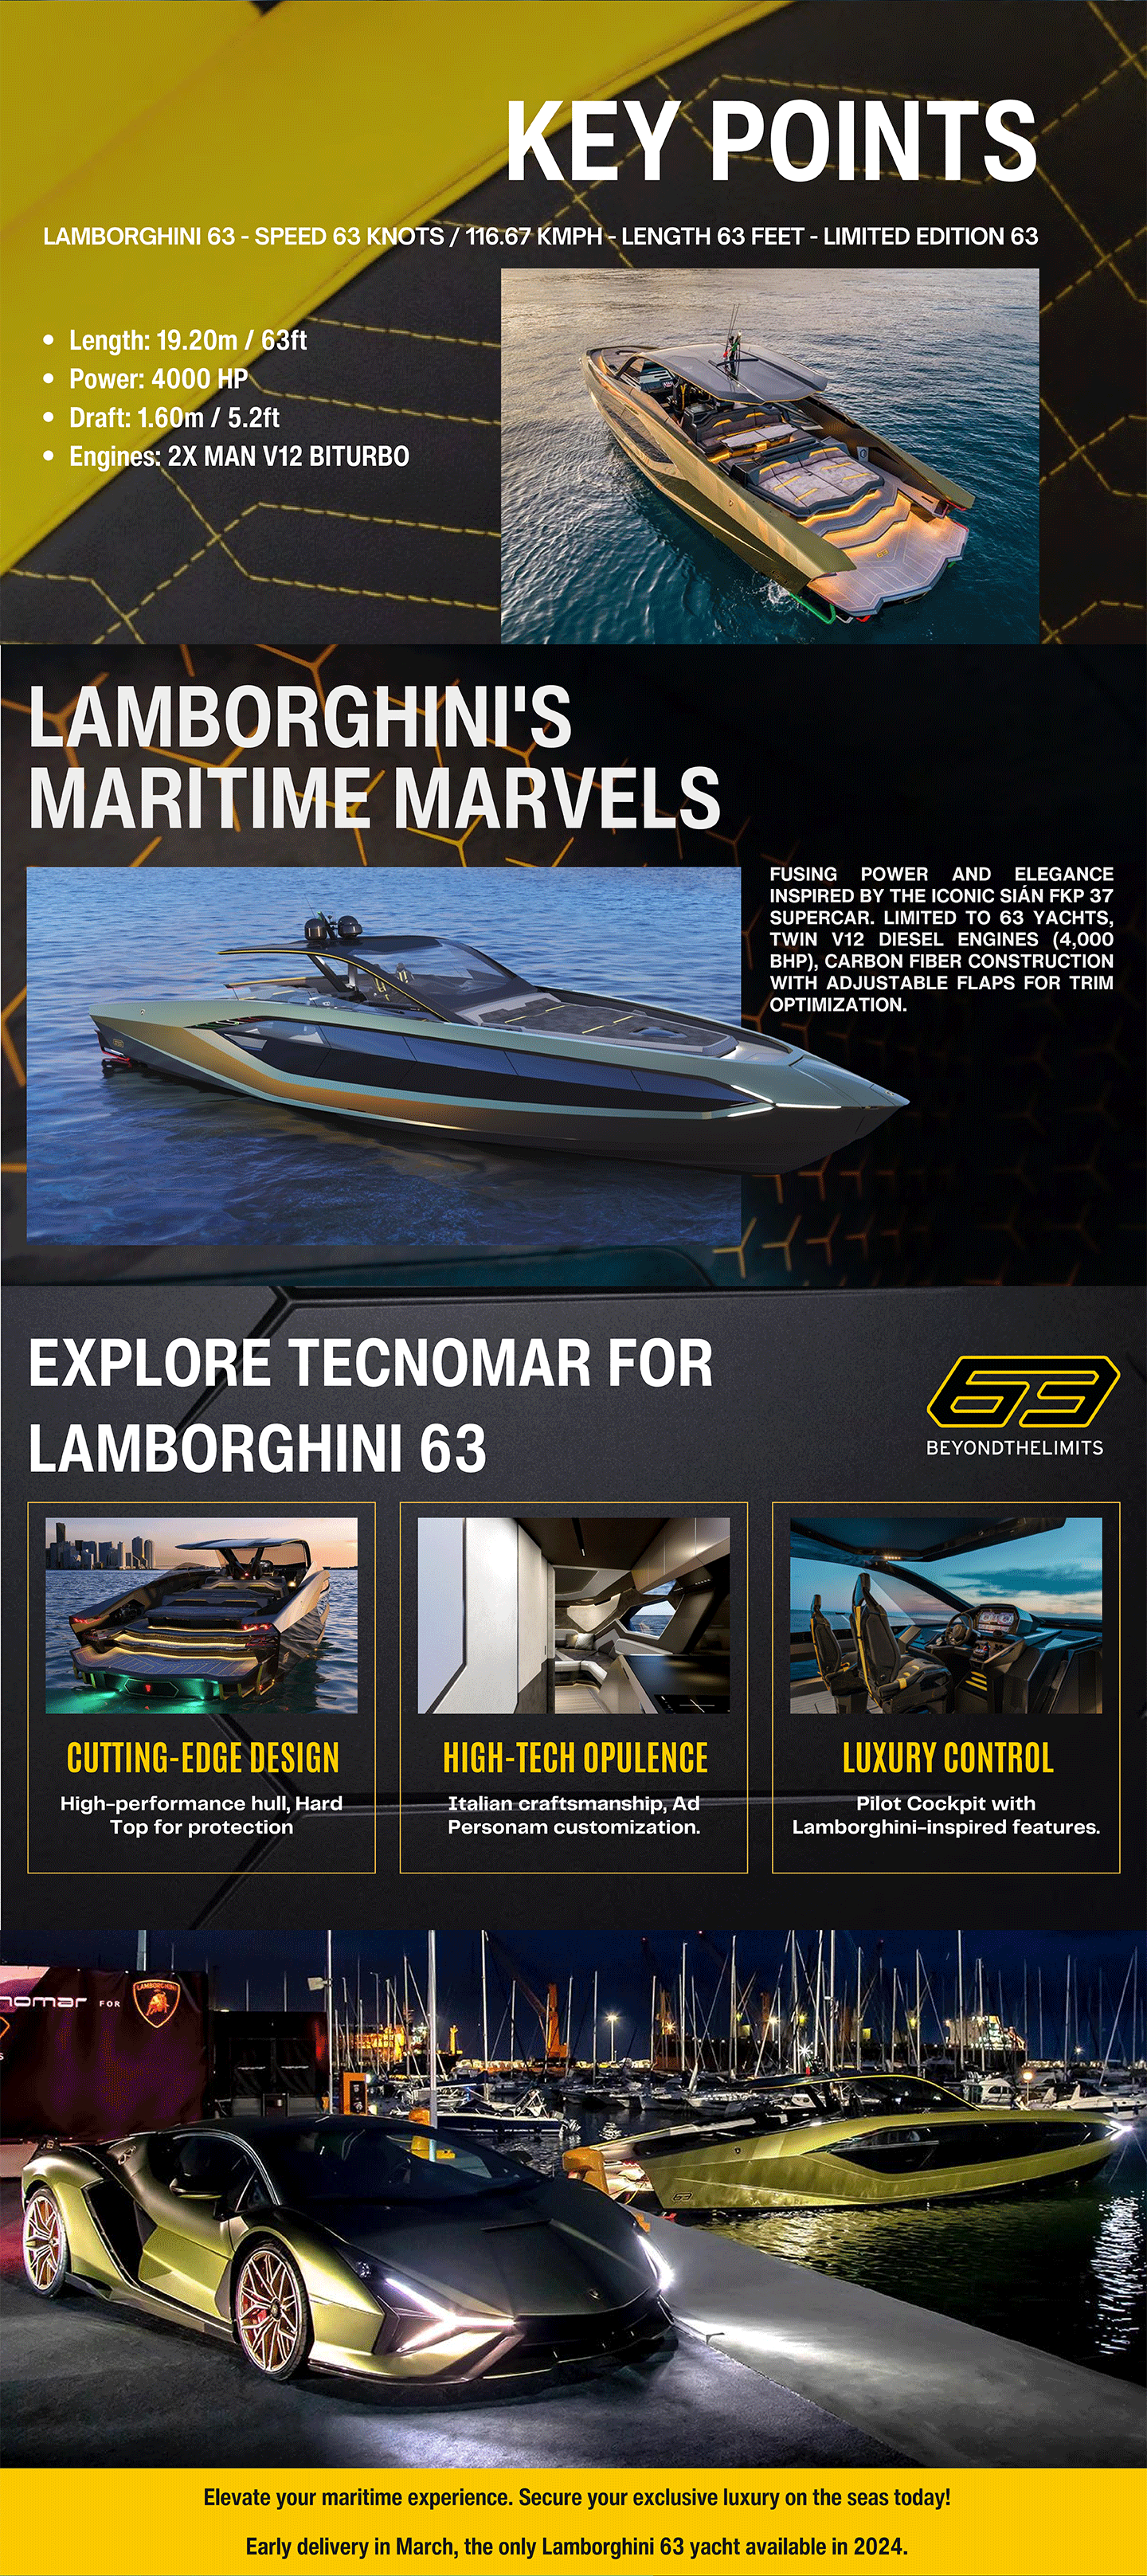 KEY POINTS
LAMBORGHINI 63 - SPEED 63 KNOTS / 116.67 KMPH - LENGTH 63 FEET - LIMITED EDITION 63
• Length: 19.20m / 63ft
• Power: 4000 HP
• Draft: 1.60m / 5.2ft
• Engines: 2X MAN V12 BITURBO
LAMBORGHINI'S
MARITIME MARVELS
FUSING POWER AND ELEGANCE
INSPIRED BY THE ICONIC SIÁN FKP 37
SUPERCAR. LIMITED TO 63 YACHTS,
TWIN V12 DIESEL ENGINES (4,000
BHP), CARBON FIBER CONSTRUCTION
WITH ADJUSTABLE FLAPS FOR TRIM
OPTIMIZATION.
EXPLORE TECNOMAR FOR
LAMBORGHINI 63
63
BEYONDTHELIMITS
CUTTING-EDGE DESIGN
High-performance hull, Hard
Top for protection
HIGH-TECH OPULENCE
Italian craftsmanship, Ad
Personam customization.
LUXURY CONTROL
Pilot Cockpit with
Lamborghini-inspired features.
nomar FOR
LAMBORGHINI
S
63
Elevate your maritime experience. Secure your exclusive luxury on the seas today!
Early delivery in March, the only Lamborghini 63 yacht available in 2024.